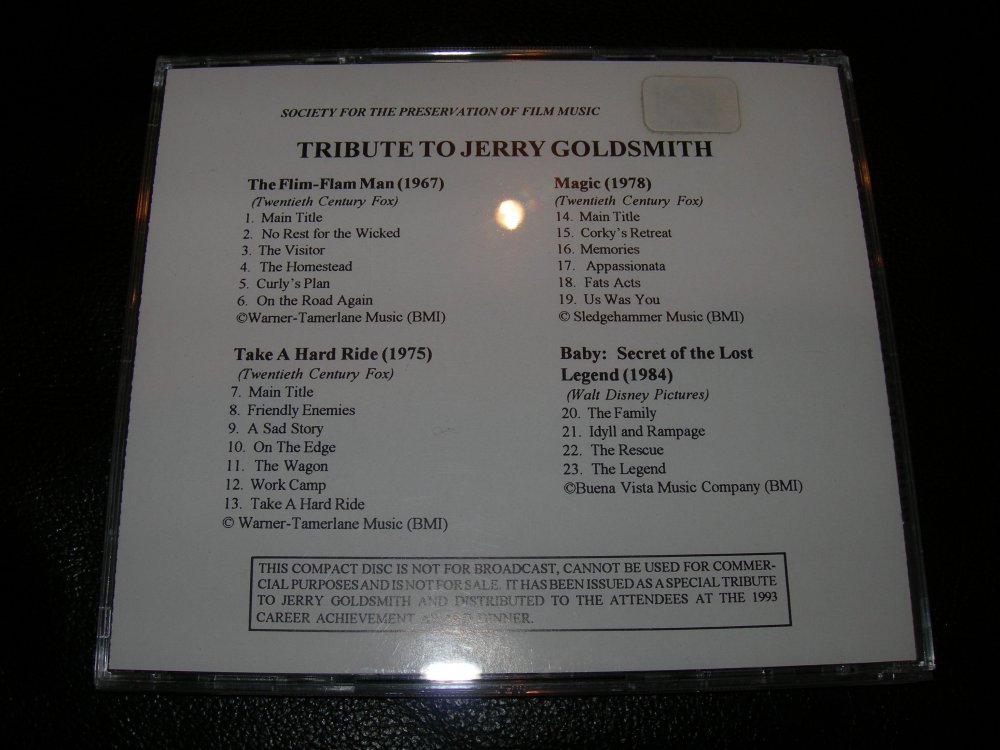 SOCIETY FOR THE PRESERVATION OF FILM MUSIC
TRIBUTE TO JERRY GOLDSMITH
The Flim-Flam Man (1967)
(Twentieth Century Fox)
1. Main Title
2. No Rest for the Wicked
3. The Visitor
4. The Homestead
5. Curly's Plan
6. On the Road Again
©Warner-Tamerlane Music (BMI)
Take A Hard Ride (1975)
(Twentieth Century Fox)
7. Main Title
8. Friendly Enemies
9. A Sad Story
10. On The Edge
11. The Wagon
12. Work Camp
13. Take A Hard Ride
© Warner-Tamerlane Music (BMI)
Magic (1978)
(Twentieth Century Fox)
14. Main Title
15. Corky's Retreat
16. Memories
17. Appassionata
18. Fats Acts
19. Us Was You
© Sledgehammer Music (BMI)
Baby: Secret of the Lost
Legend (1984)
(Walt Disney Pictures)
20. The Family
21. Idyll and Rampage
22. The Rescue
23. The Legend
©Buena Vista Music Company (BMI)
THIS COMPACT DISC IS NOT FOR BROADCAST, CANNOT BE USED FOR COMMER-
CIAL PURPOSES AND IS NOT FOR SALE. IT HAS BEEN ISSUED AS A SPECIAL TRIBUTE
TO JERRY GOLDSMITH AND DISTRIBUTED TO THE ATTENDEES AT THE 1993
CAREER ACHIEVEMENT AWARD DINNER.